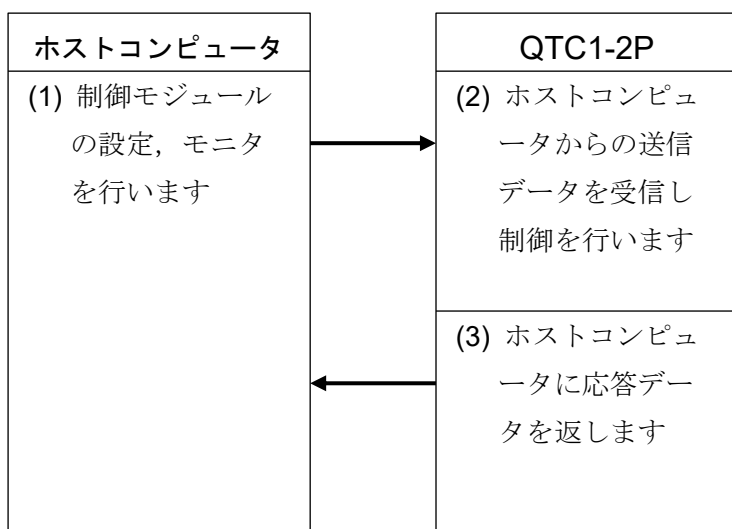 ホストコンピュータ
(1) 制御モジュール
の設定，モニタ
を行います
QTC1-2P
(2) ホストコンピュ
ータからの送信
データを受信し
制御を行います
(3) ホストコンピュ
ータに応答デー
タを返します